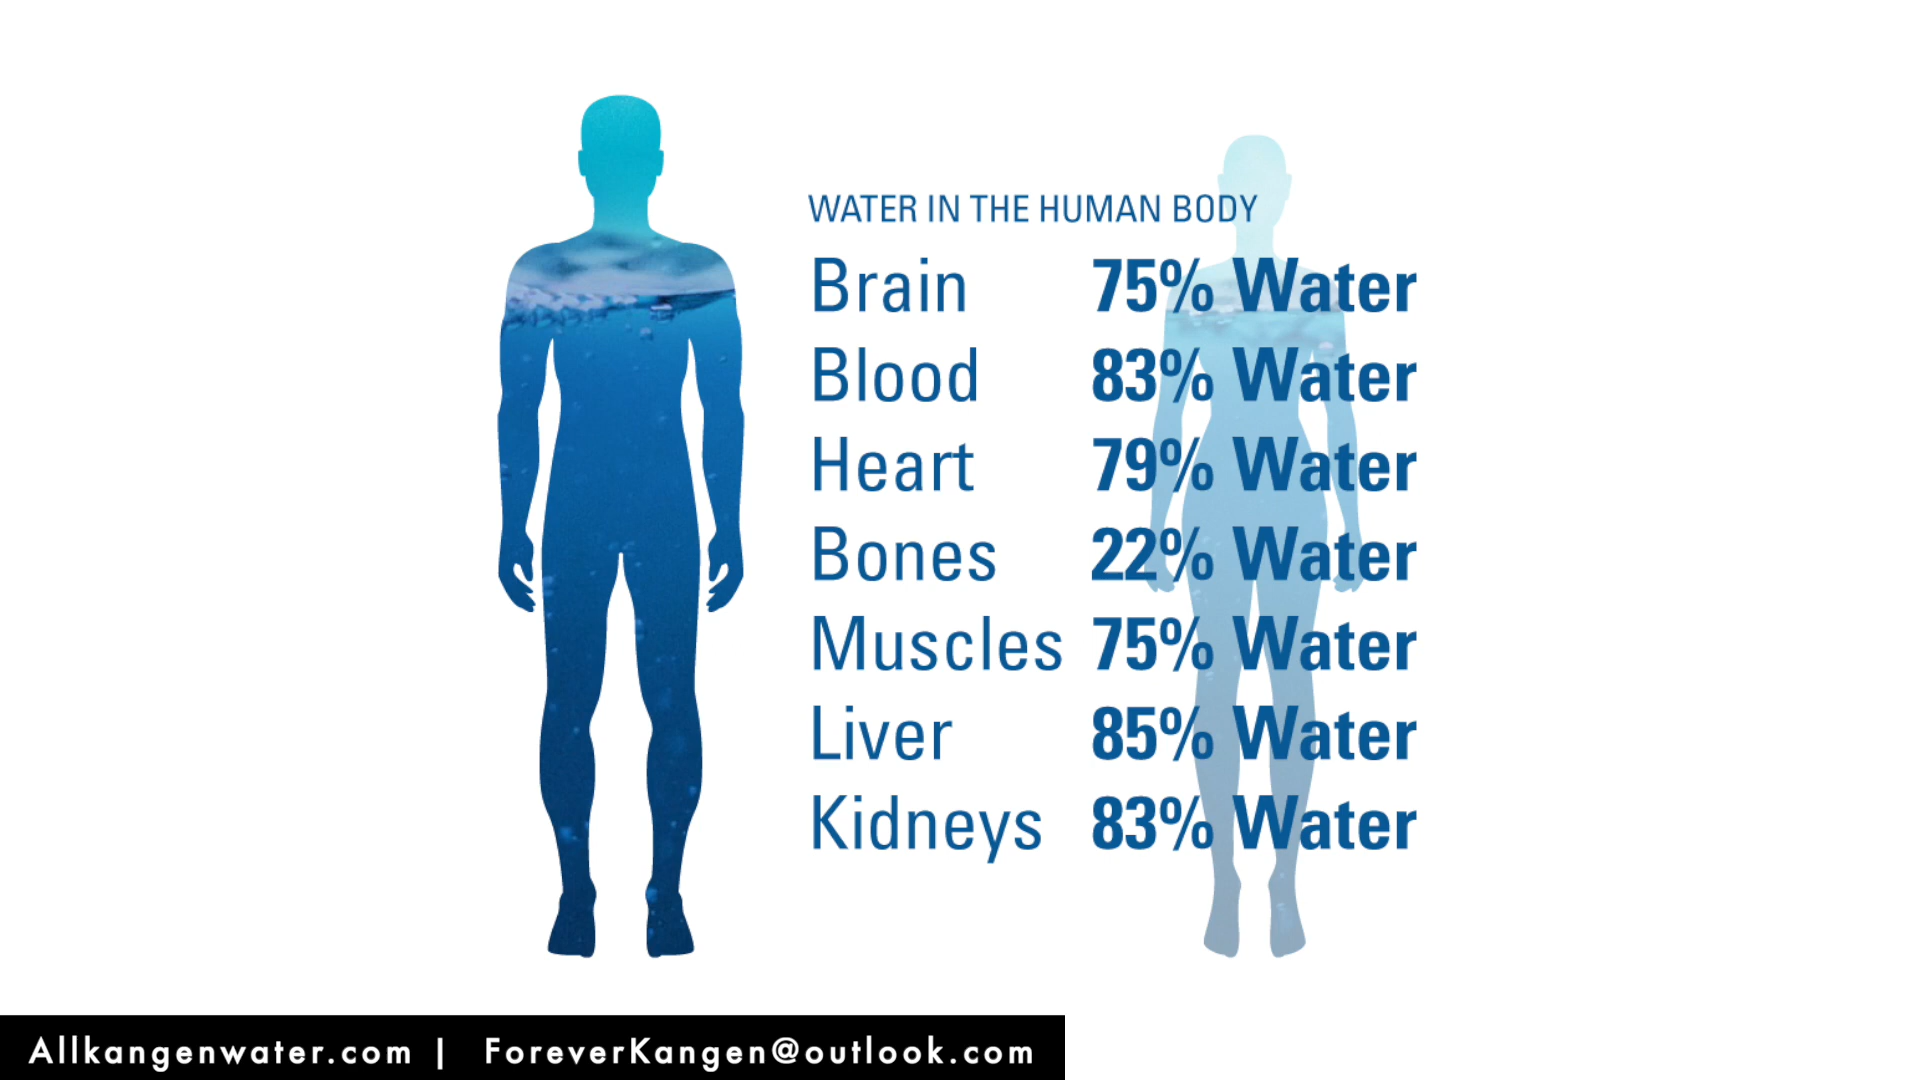 WATER IN THE HUMAN BODY
Brain 75% Water
Blood 83% Water
Heart 79% Water
Bones 22% Water
Muscles 75% Water
Liver 85% Water
Kidneys 83% Water
Allkangenwater.com | ForeverKangen@outlook.com